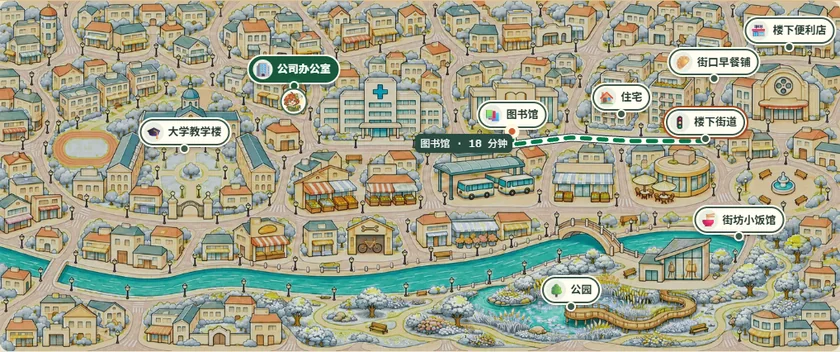 楼下便利店
街口早餐铺
公司办公室
住宅
图书馆
楼下街道
大学教学楼
图书馆 · 18 分钟
街坊小饭馆
公园